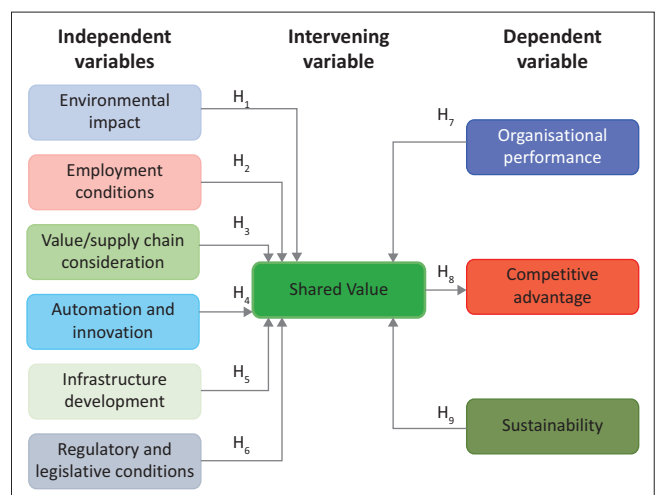 Independent
variables
Intervening
variable
Dependent
variable
Environmental
impact
H1
Employment
conditions
H2
Value/supply chain
consideration
H3
Automation and
innovation
H4
Infrastructure
development
H5
Regulatory and
legislative conditions
H6
Shared Value
H7
Organisational
performance
H8
Competitive
advantage
H9
Sustainability